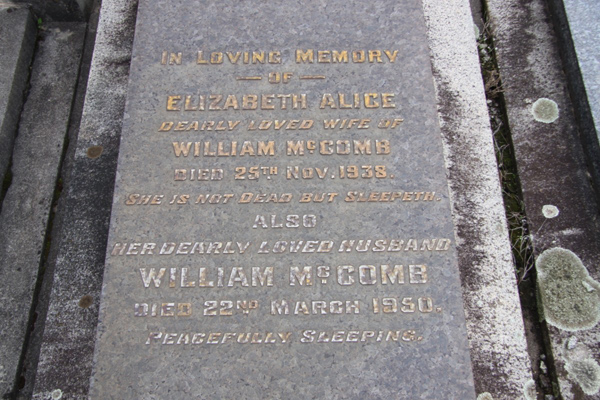 In Loving Memory
— of —
Elizabeth Alice
dearly loved wife of
William McComb
died 25th Nov. 1938.
She is not Dead but Sleepeth.
also
her dearly loved husband
William McComb
died 22nd March 1950.
Peacefully Sleeping.